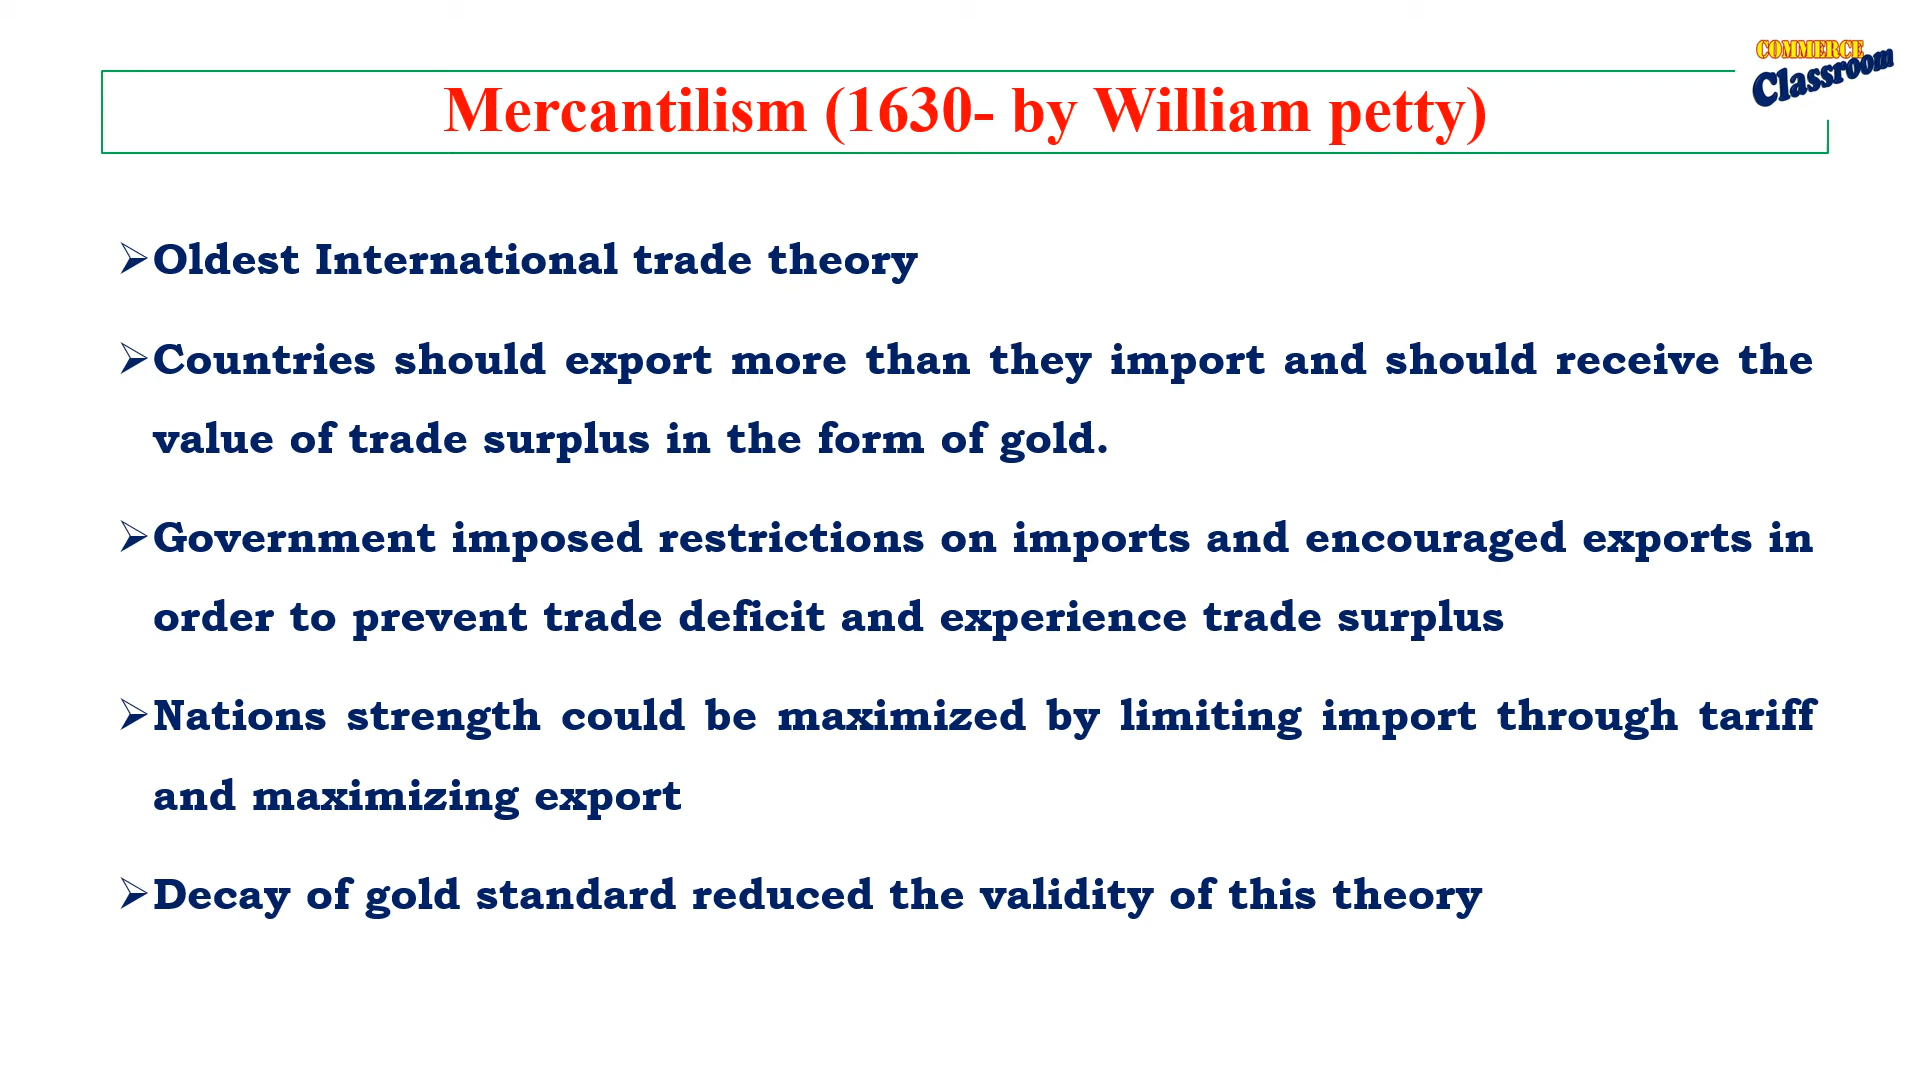 COMMERCE
Classroom
Mercantilism (1630- by William petty)
➢Oldest International trade theory
➢Countries should export more than they import and should receive the
value of trade surplus in the form of gold.
➢Government imposed restrictions on imports and encouraged exports in
order to prevent trade deficit and experience trade surplus
➢Nations strength could be maximized by limiting import through tariff
and maximizing export
➢Decay of gold standard reduced the validity of this theory